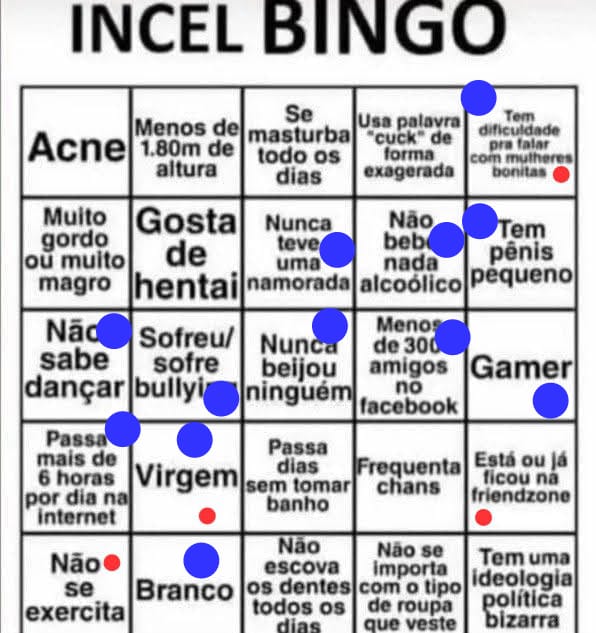 INCEL BINGO
Acne
Menos de
1.80m de
altura
Se
masturba
todo os
dias
Usa palavra
"cuck" de
forma
exagerada
Tem
dificuldade
pra falar
com mulheres
bonitas
Muito
gordo
ou muito
magro
Gosta
de
hentai
Nunca
teve
uma
namorada
Não
bebe
nada
alcoólico
Tem
pênis
pequeno
Não
sabe
dançar
Sofreu/
sofre
bullying
Nunca
beijou
ninguém
Menos
de 300
amigos
no
facebook
Gamer
Passa
mais de
6 horas
por dia na
internet
Virgem
Passa
dias
sem tomar
banho
Frequenta
chans
Está ou já
ficou na
friendzone
Não
se
exercita
Branco
Não
escova
os dentes
todos os
dias
Não se
importa
com o tipo
de roupa
que veste
Tem uma
ideologia
política
bizarra